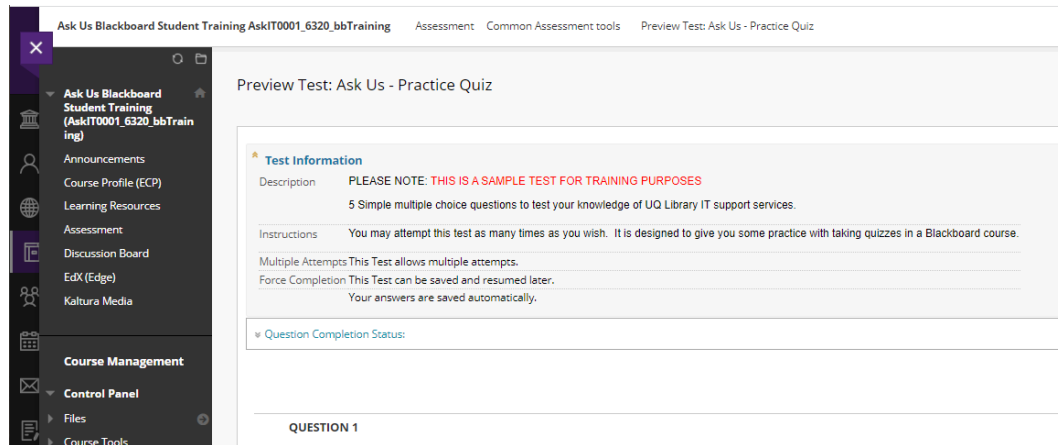 Ask Us Blackboard Student Training AskIT0001_6320_bbTraining Assessment Common Assessment tools Preview Test: Ask Us - Practice Quiz
Ask Us Blackboard
Student Training
(AskIT0001_6320_bbTrain
ing)
Announcements
Course Profile (ECP)
Learning Resources
Assessment
Discussion Board
EdX (Edge)
Kaltura Media
Course Management
Control Panel
Files
Course Tools
Preview Test: Ask Us - Practice Quiz
Test Information
Description PLEASE NOTE: THIS IS A SAMPLE TEST FOR TRAINING PURPOSES
5 Simple multiple choice questions to test your knowledge of UQ Library IT support services.
Instructions You may attempt this test as many times as you wish. It is designed to give you some practice with taking quizzes in a Blackboard course.
Multiple Attempts This Test allows multiple attempts.
Force Completion This Test can be saved and resumed later.
Your answers are saved automatically.
Question Completion Status:
QUESTION 1